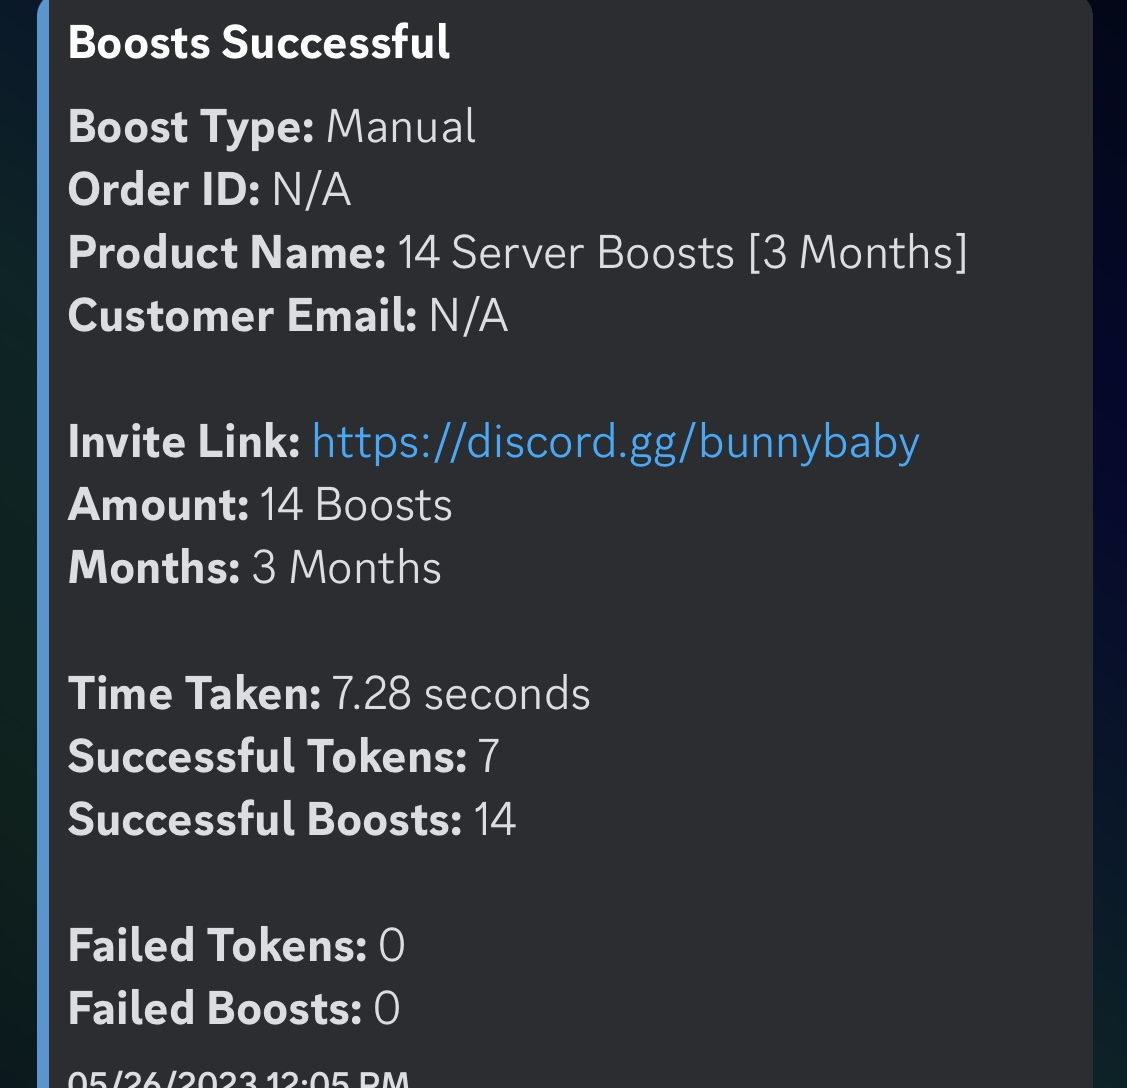 Boosts Successful
Boost Type: Manual
Order ID: N/A
Product Name: 14 Server Boosts [3 Months]
Customer Email: N/A
Invite Link: https://discord.gg/bunnybaby
Amount: 14 Boosts
Months: 3 Months
Time Taken: 7.28 seconds
Successful Tokens: 7
Successful Boosts: 14
Failed Tokens: 0
Failed Boosts: 0
05/26/2023 12:05 PM